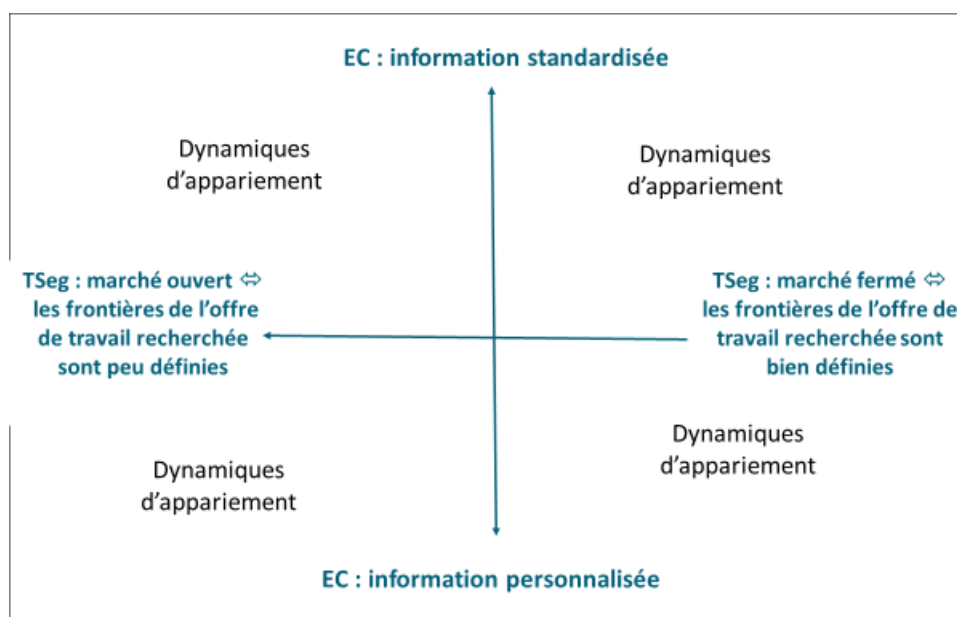 EC : information standardisée
Dynamiques
d’appariement
Dynamiques
d’appariement
TSeg : marché ouvert ⬄
les frontières de l’offre
de travail recherchée
sont peu définies
TSeg : marché fermé ⬄
les frontières de l’offre de
travail recherchée sont
bien définies
Dynamiques
d’appariement
Dynamiques
d’appariement
EC : information personnalisée